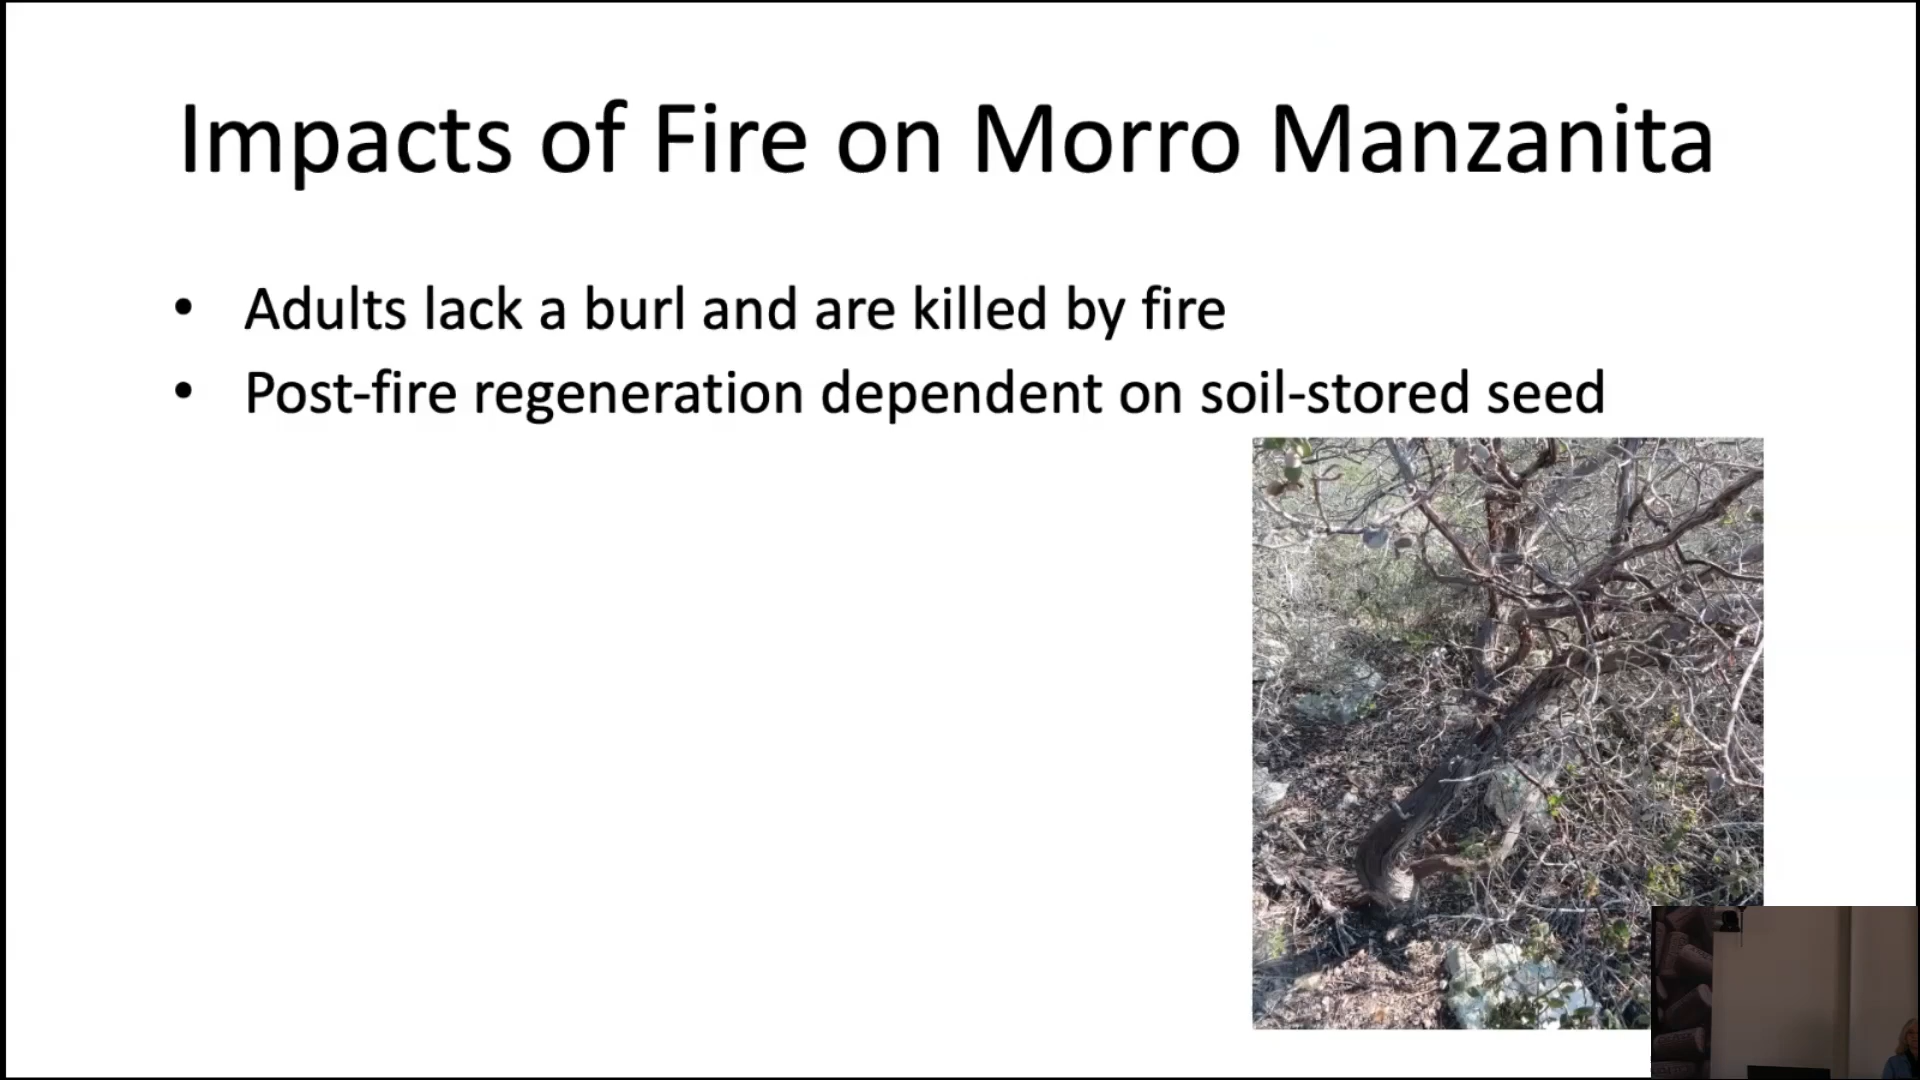 Impacts of Fire on Morro Manzanita
• Adults lack a burl and are killed by fire
• Post-fire regeneration dependent on soil-stored seed